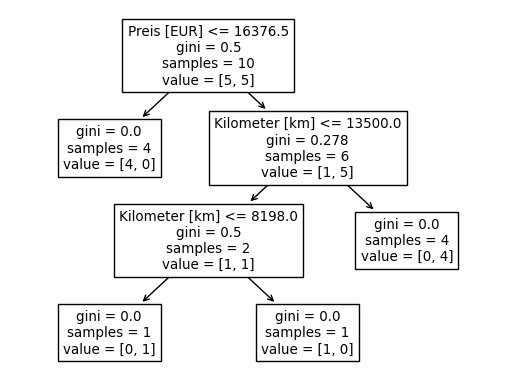 Preis [EUR] <= 16376.5
gini = 0.5
samples = 10
value = [5, 5]
gini = 0.0
samples = 4
value = [4, 0]
Kilometer [km] <= 13500.0
gini = 0.278
samples = 6
value = [1, 5]
Kilometer [km] <= 8198.0
gini = 0.5
samples = 2
value = [1, 1]
gini = 0.0
samples = 4
value = [0, 4]
gini = 0.0
samples = 1
value = [0, 1]
gini = 0.0
samples = 1
value = [1, 0]